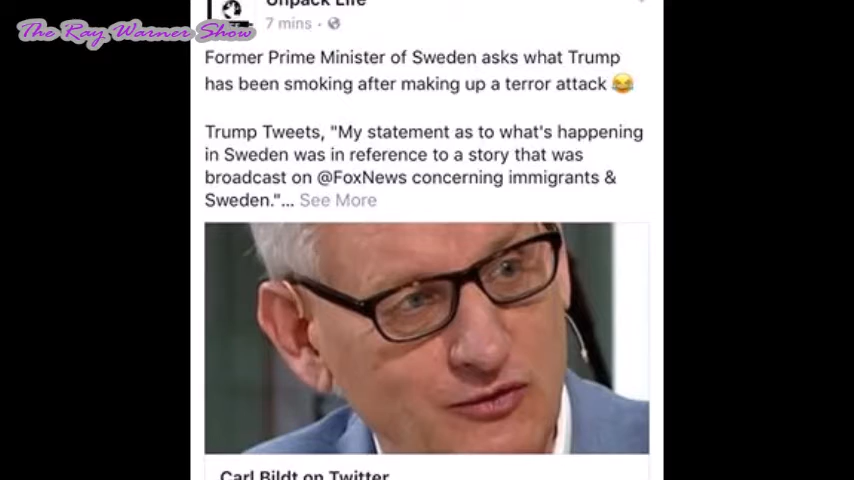 The Ray Warner Show
Unpack Life
7 mins ·
Former Prime Minister of Sweden asks what Trump
has been smoking after making up a terror attack 😂
Trump Tweets, "My statement as to what's happening
in Sweden was in reference to a story that was
broadcast on @FoxNews concerning immigrants &
Sweden."... See More
Carl Bildt on Twitter